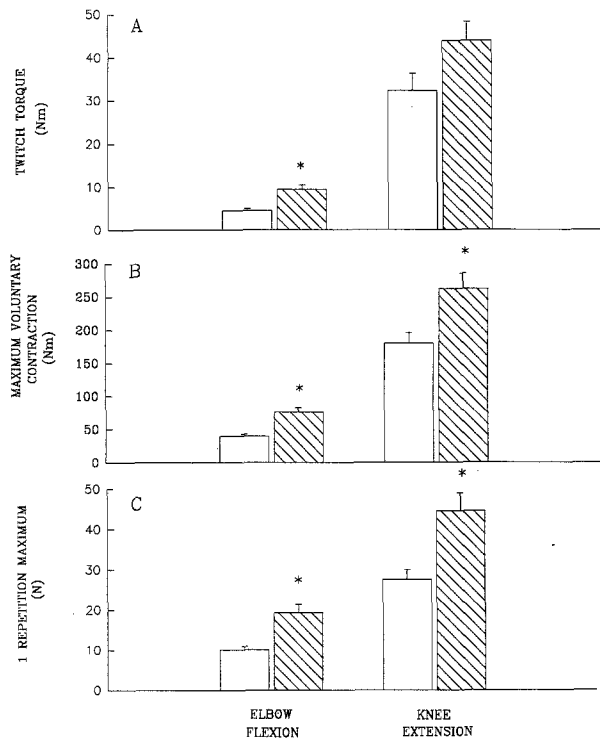 A
TWITCH TORQUE
(Nm)
50
40
30
20
10
0
*
B
MAXIMUM VOLUNTARY
CONTRACTION
(Nm)
300
250
200
150
100
50
0
*
*
C
1 REPETITION MAXIMUM
(N)
50
40
30
20
10
0
*
*
ELBOW
FLEXION
KNEE
EXTENSION